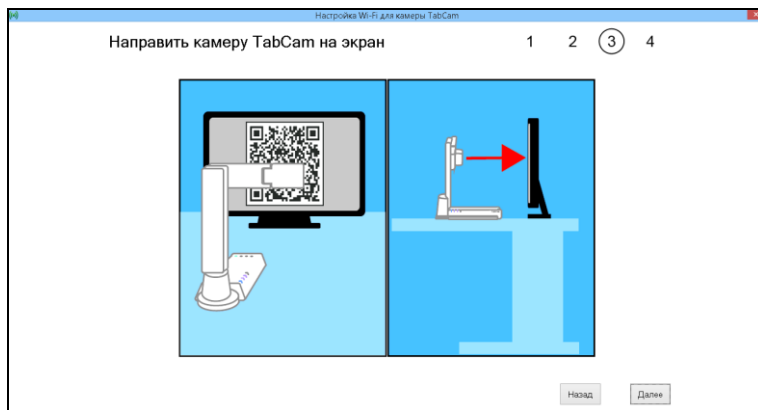 Настройка Wi-Fi для камеры TabCam
Направить камеру TabCam на экран
1 2 3 4
Назад Далее